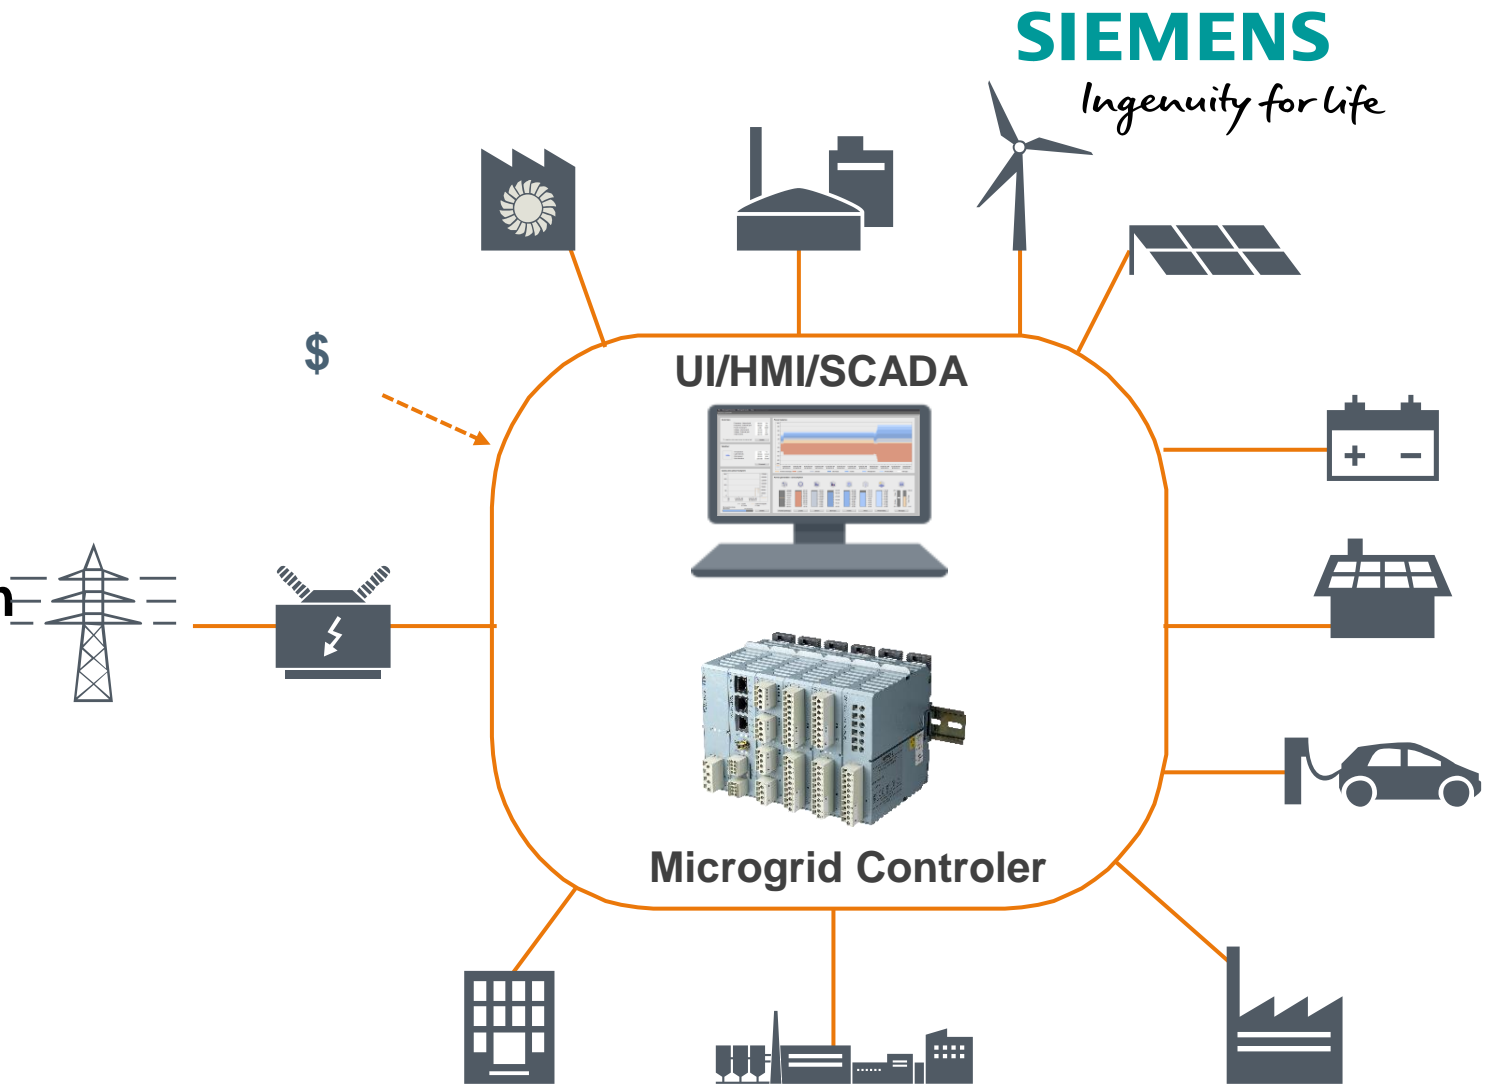 SIEMENS
Ingenuity for life
$
UI/HMI/SCADA
n
+ -
Microgrid Controler